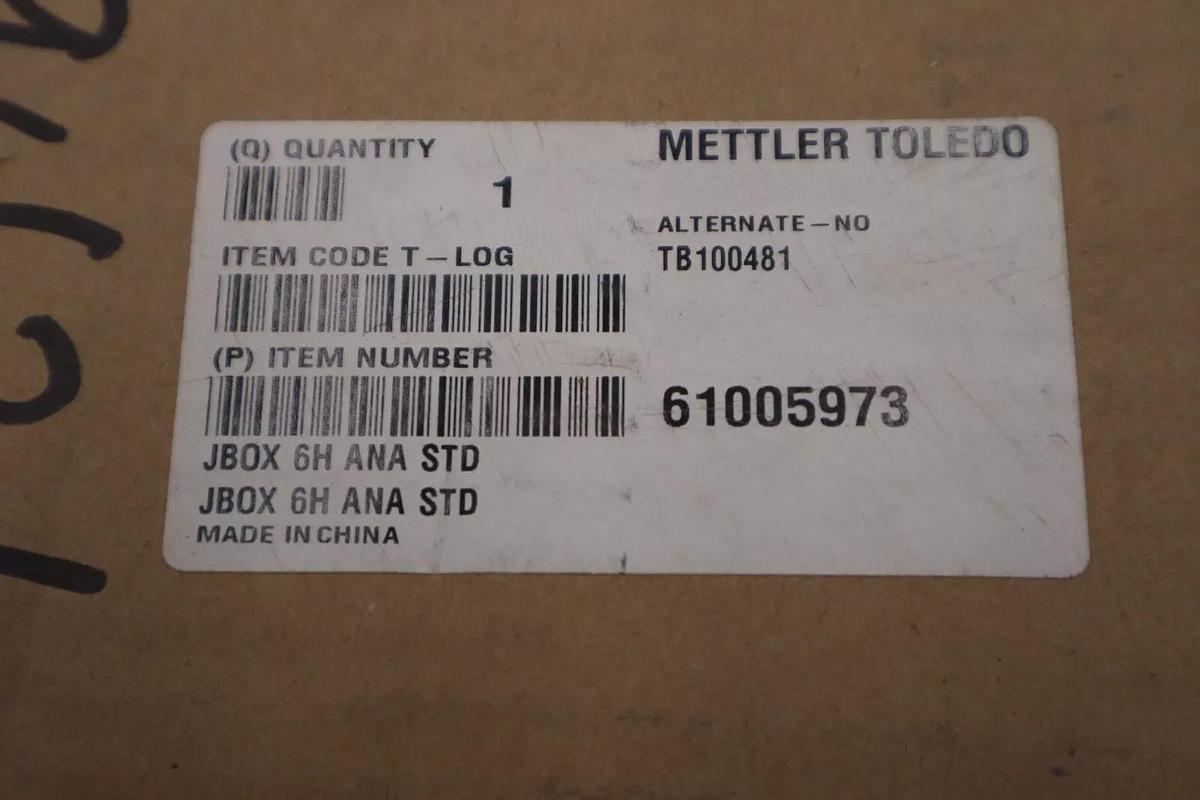 (Q) QUANTITY
1
METTLER TOLEDO
ALTERNATE-NO
TB100481
ITEM CODE T-LOG
(P) ITEM NUMBER
61005973
JBOX 6H ANA STD
JBOX 6H ANA STD
MADE IN CHINA